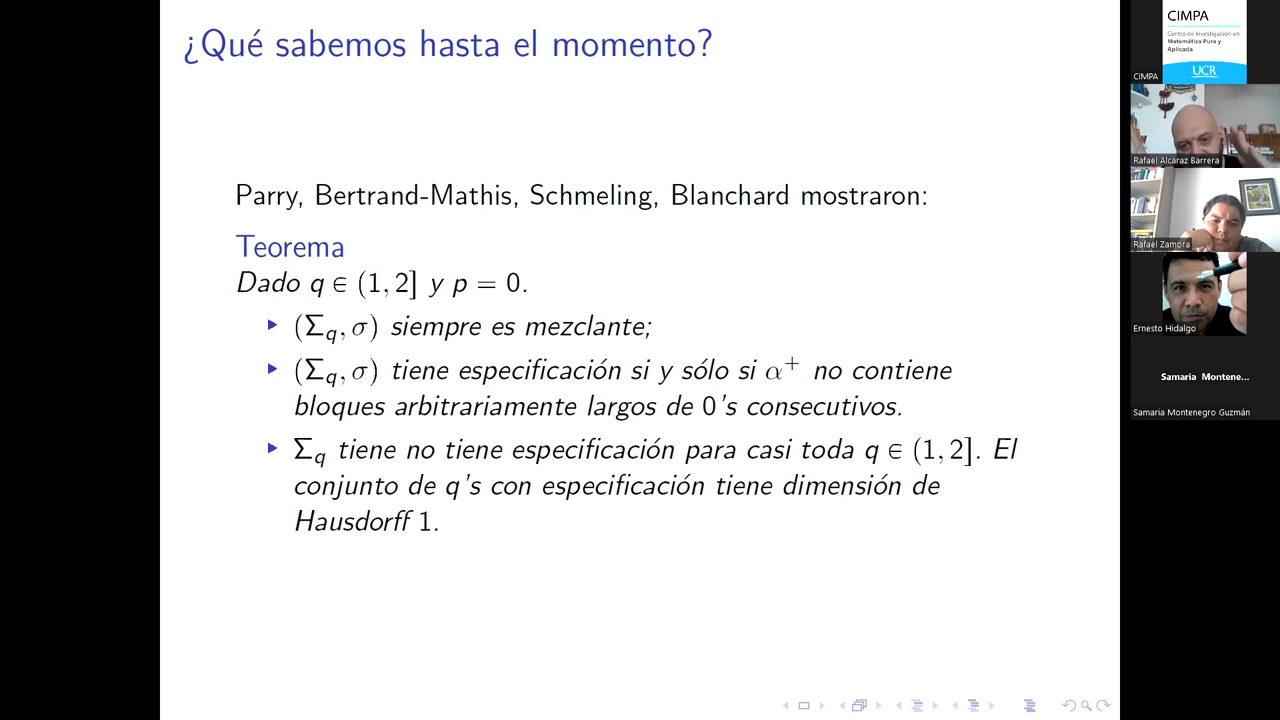 ¿Qué sabemos hasta el momento?
Parry, Bertrand-Mathis, Schmeling, Blanchard mostraron:
Teorema
Dado q ∈ (1, 2] y p = 0.
(Σq, σ) siempre es mezclante;
(Σq, σ) tiene especificación si y sólo si α⁺ no contiene
bloques arbitrariamente largos de 0's consecutivos.
Σq tiene no tiene especificación para casi toda q ∈ (1, 2]. El
conjunto de q's con especificación tiene dimensión de
Hausdorff 1.
CIMPA
Centro de Investigación en
Matemática Pura y
Aplicada
UCR
CIMPA
Rafael Alcaraz Barrera
Rafael Zamora
Ernesto Hidalgo
Samaria Montene...
Samaria Montenegro Guzmán